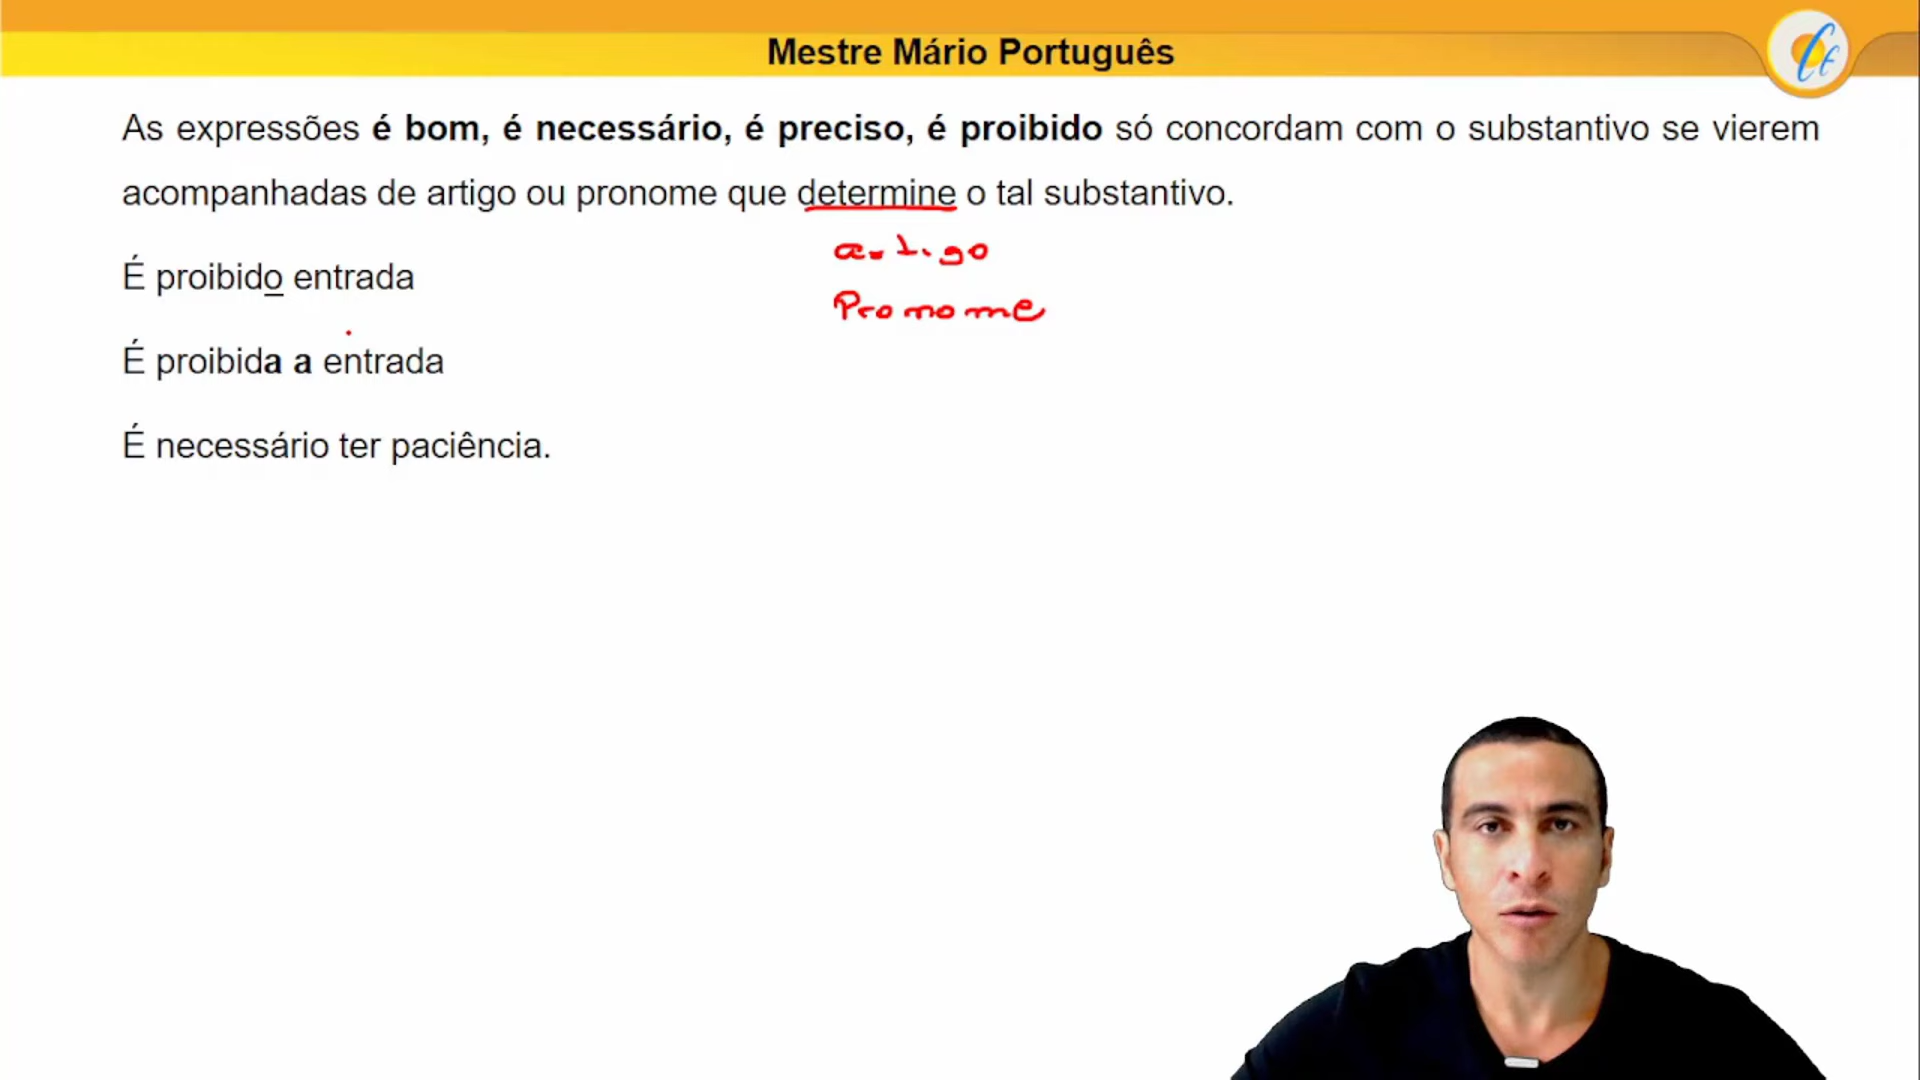 Mestre Mário Português
As expressões é bom, é necessário, é preciso, é proibido só concordam com o substantivo se vierem
acompanhadas de artigo ou pronome que determine o tal substantivo.
artigo
É proibido entrada
Pronome
É proibida a entrada
É necessário ter paciência.